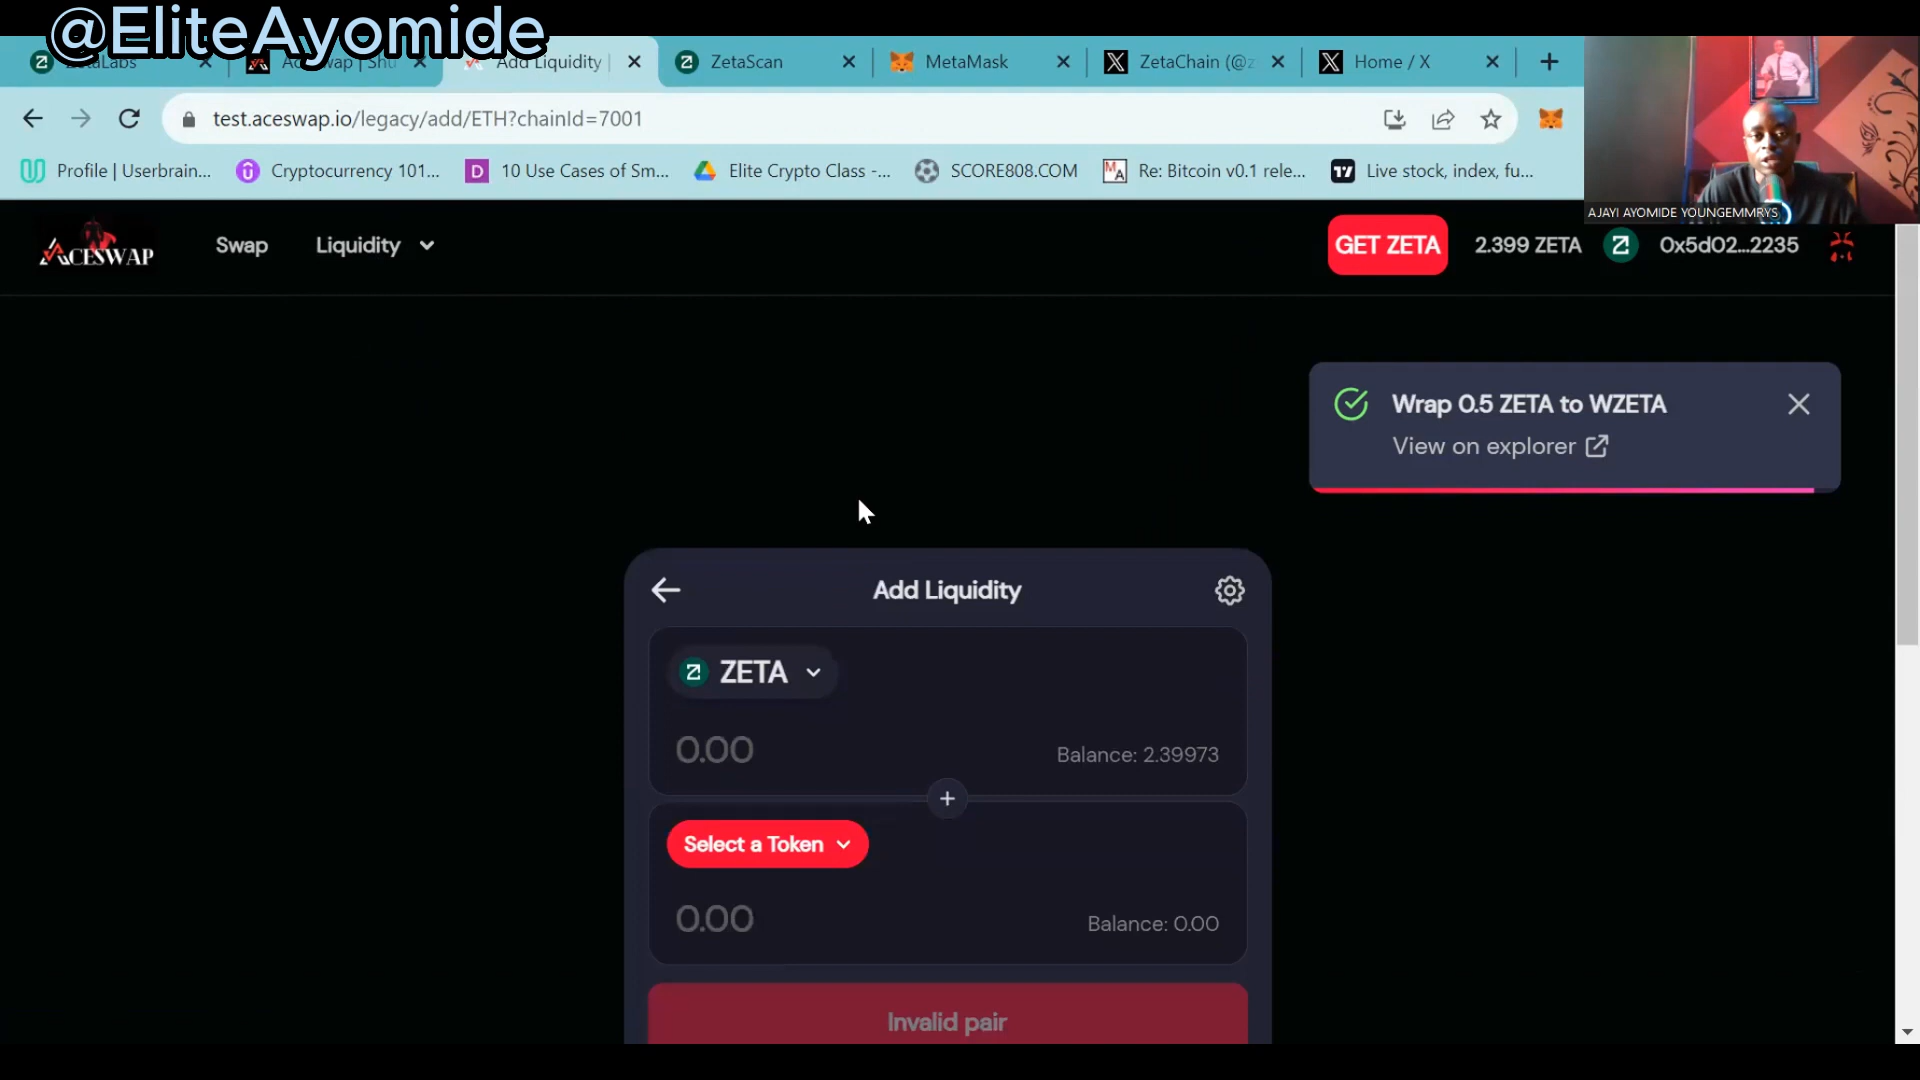 @EliteAyomide
ZetaLabs
AceSwap | Shu
Add Liquidity |
ZetaScan
MetaMask
ZetaChain (@z
Home / X
test.aceswap.io/legacy/add/ETH?chainId=7001
Profile | Userbrain...
Cryptocurrency 101...
D
10 Use Cases of Sm...
Elite Crypto Class -...
SCORE808.COM
MA
Re: Bitcoin v0.1 rele...
Live stock, index, fu...
AJAYI AYOMIDE YOUNGEMMRYS
ACESWAP
Swap
Liquidity
GET ZETA
2.399 ZETA
0x5d02...2235
Wrap 0.5 ZETA to WZETA
View on explorer
Add Liquidity
ZETA
0.00
Balance: 2.39973
+
Select a Token
0.00
Balance: 0.00
Invalid pair